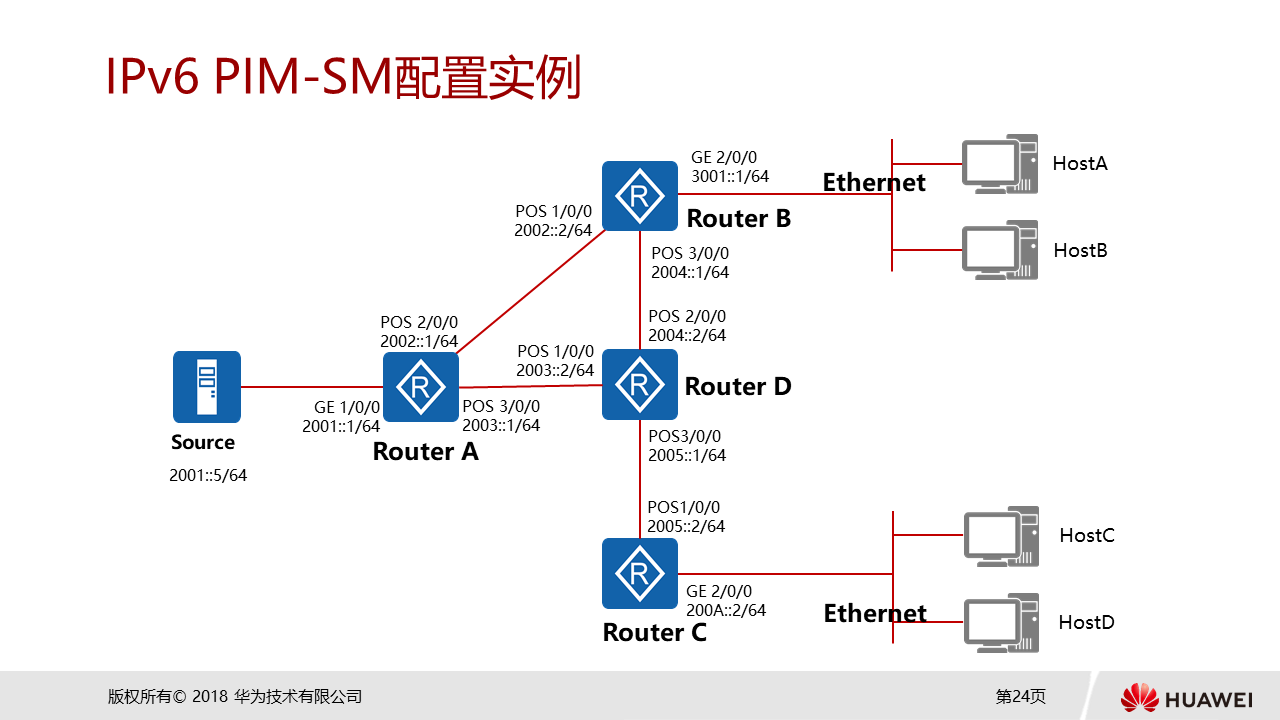 IPv6 PIM-SM配置实例
GE 2/0/0
3001::1/64
Ethernet
HostA
POS 1/0/0
2002::2/64
Router B
HostB
POS 3/0/0
2004::1/64
POS 2/0/0
2004::2/64
POS 2/0/0
2002::1/64
POS 1/0/0
2003::2/64
R
R
R
R
Router D
GE 1/0/0
2001::1/64
POS 3/0/0
2003::1/64
Source
2001::5/64
Router A
POS3/0/0
2005::1/64
POS1/0/0
2005::2/64
HostC
GE 2/0/0
200A::2/64
Ethernet
Router C
HostD
版权所有© 2018 华为技术有限公司
第24页
HUAWEI